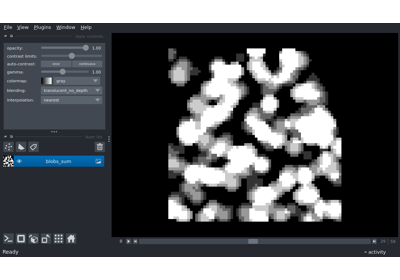 File View Plugins Window Help
opacity: 1.00
contrast limits:
auto-contrast: once continuous
gamma: 1.00
colormap: gray
blending: translucent_no_depth
interpolation: nearest
blobs_sum
Ready
activity